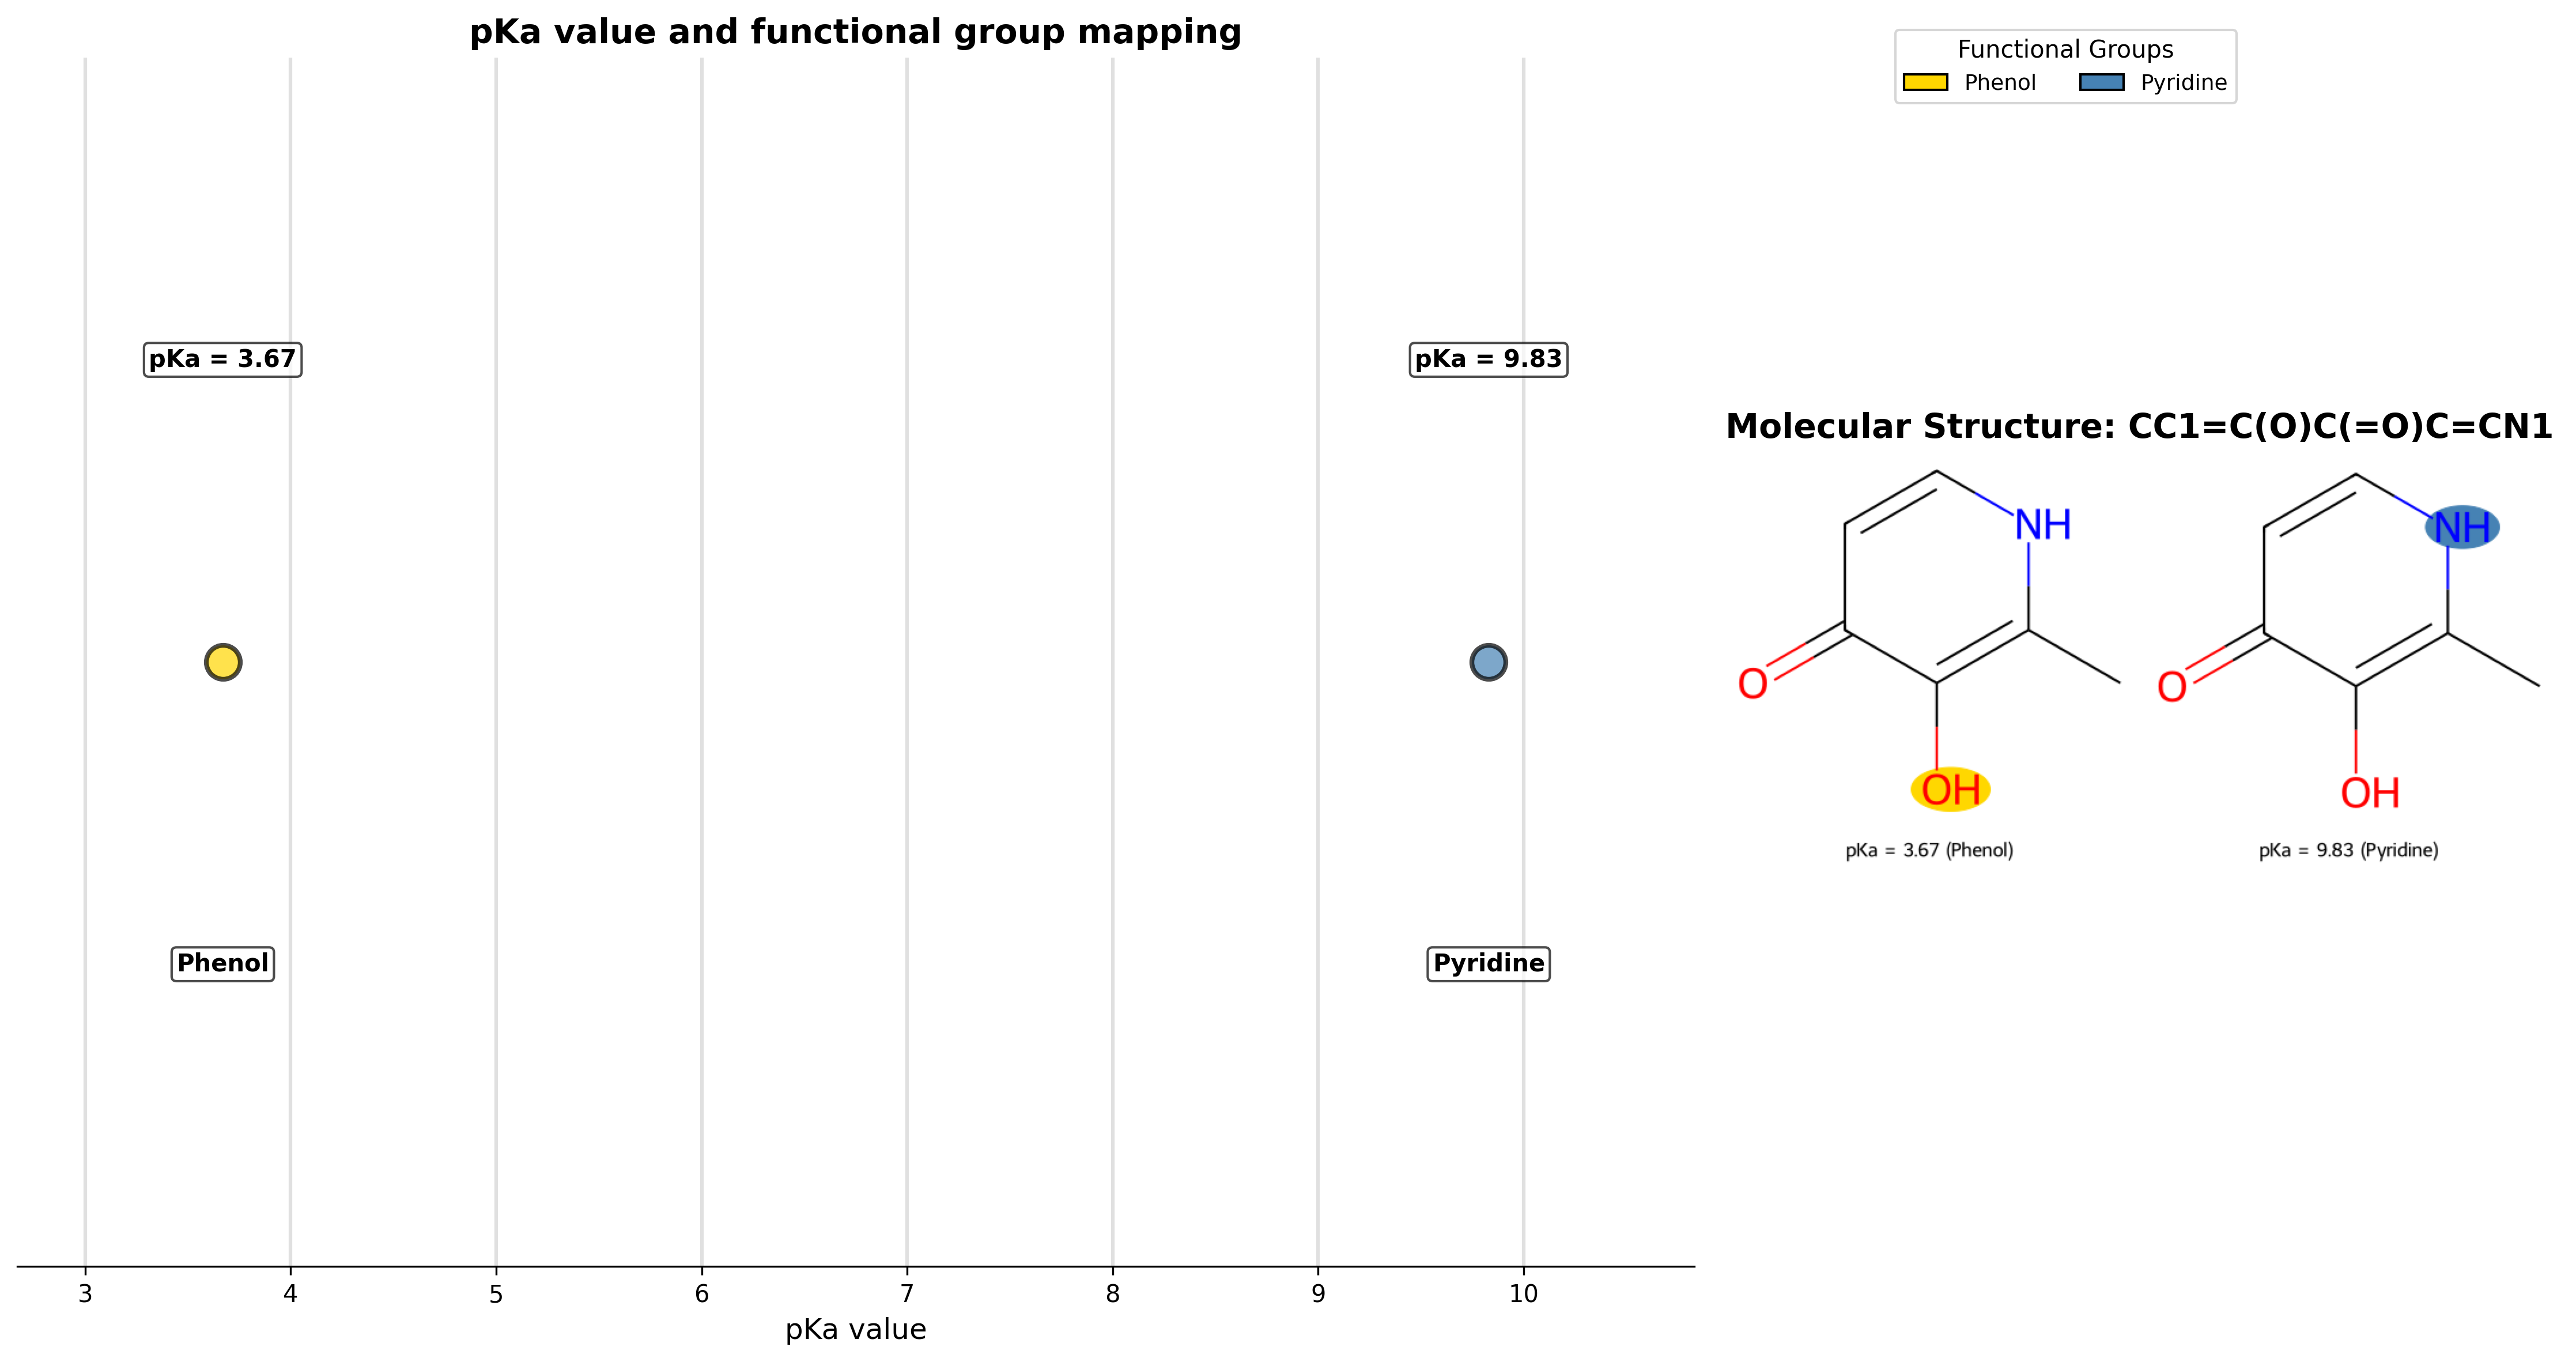 pKa value and functional group mapping
pKa = 3.67
pKa = 9.83
Phenol
Pyridine
3 4 5 6 7 8 9 10
pKa value
Functional Groups
Phenol Pyridine
Molecular Structure: CC1=C(O)C(=O)C=CN1
NH
O
OH
pKa = 3.67 (Phenol)
NH
O
OH
pKa = 9.83 (Pyridine)